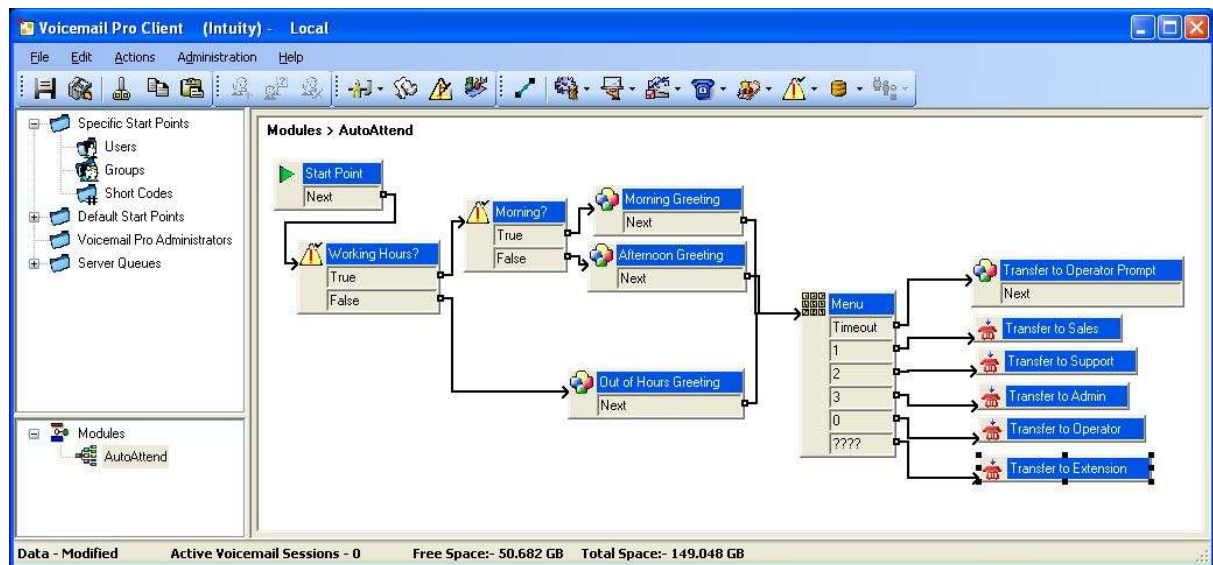 Voicemail Pro Client (Intuity) - Local
File Edit Actions Administration Help
Specific Start Points
Users
Groups
Short Codes
Default Start Points
Voicemail Pro Administrators
Server Queues
Modules
AutoAttend
Modules > AutoAttend
Start Point
Next
Working Hours?
True
False
Morning?
True
False
Morning Greeting
Next
Afternoon Greeting
Next
Out of Hours Greeting
Next
Menu
Timeout
1
2
3
0
????
Transfer to Operator Prompt
Next
Transfer to Sales
Transfer to Support
Transfer to Admin
Transfer to Operator
Transfer to Extension
Data - Modified Active Voicemail Sessions - 0 Free Space:- 50.682 GB Total Space:- 149.048 GB